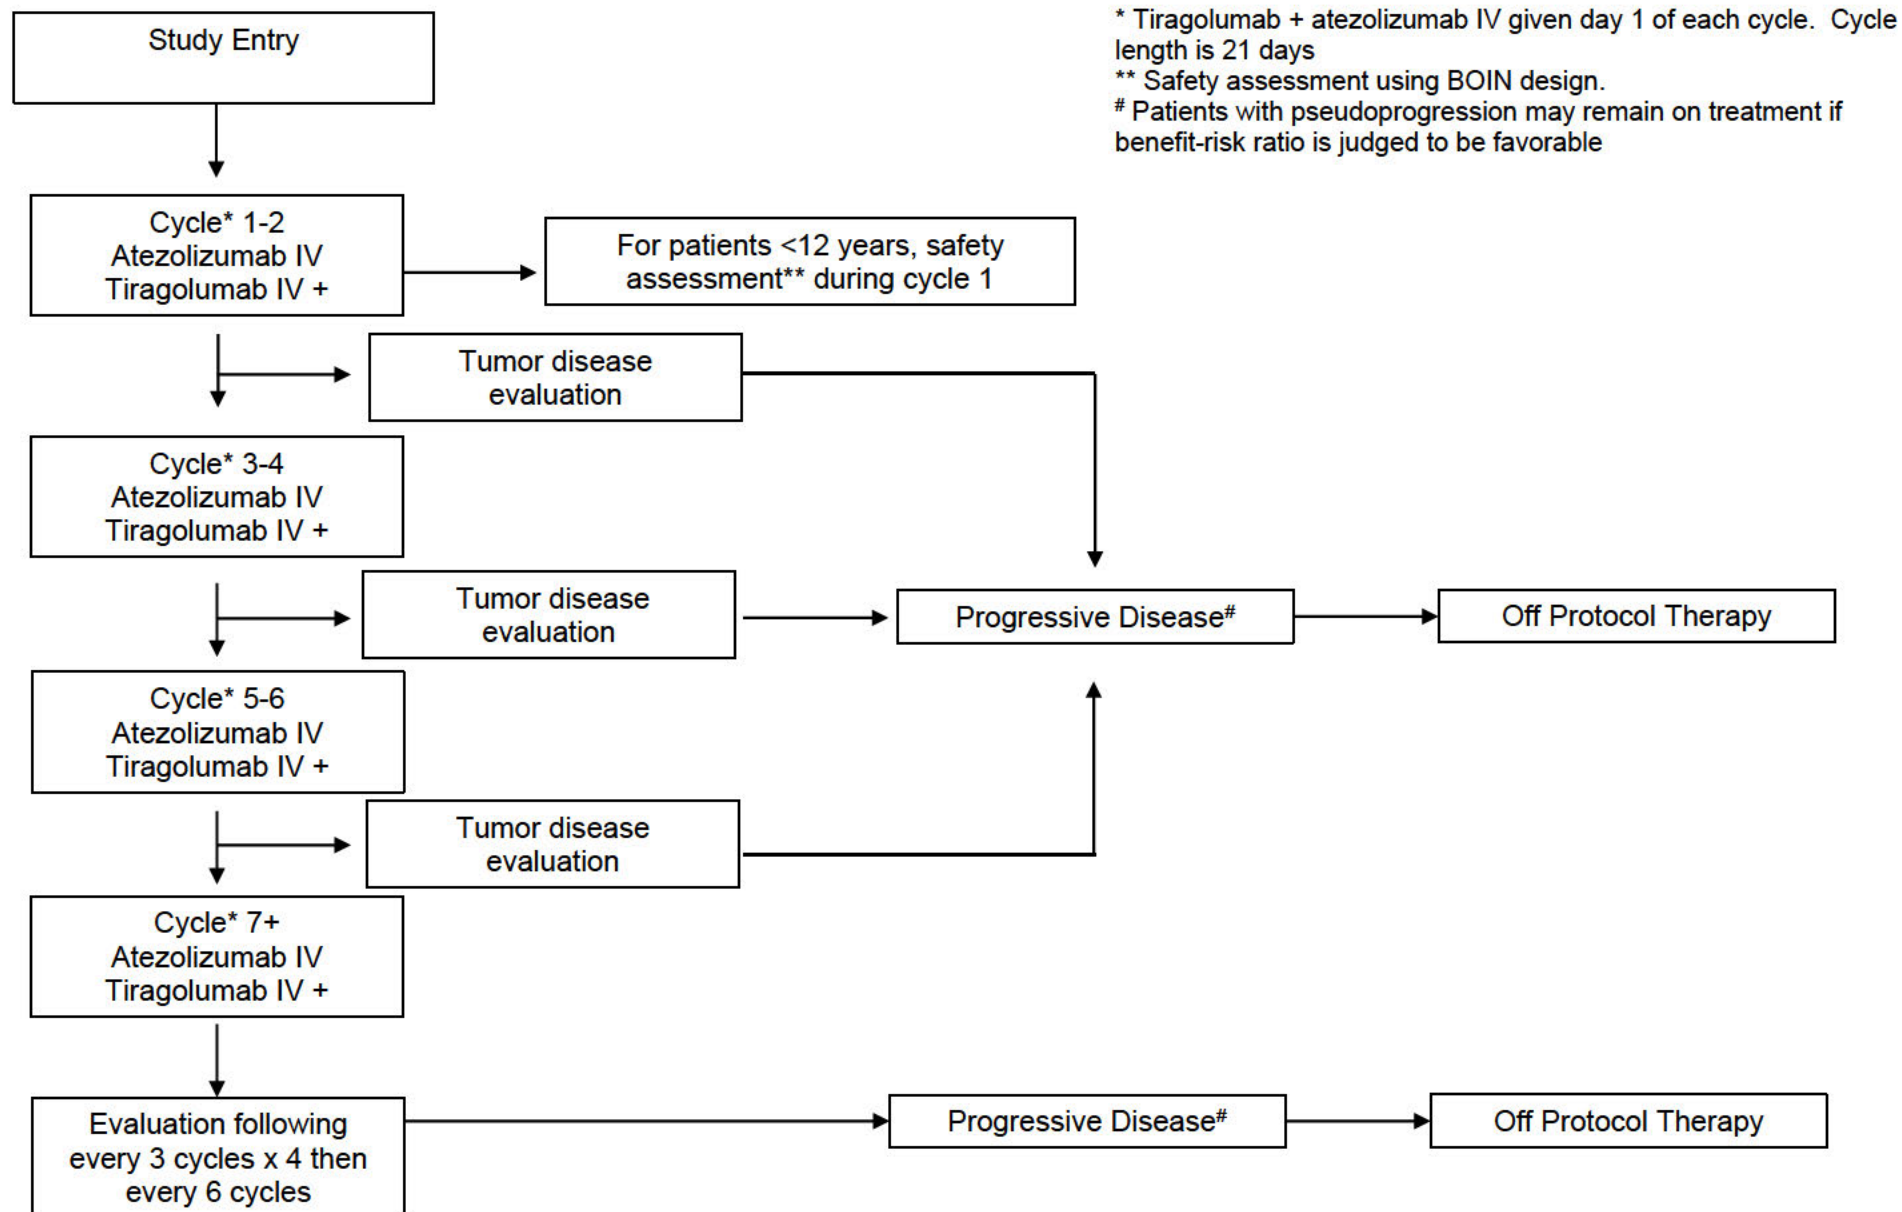 Study Entry
* Tiragolumab + atezolizumab IV given day 1 of each cycle. Cycle
length is 21 days
** Safety assessment using BOIN design.
# Patients with pseudoprogression may remain on treatment if
benefit-risk ratio is judged to be favorable
Cycle* 1-2
Atezolizumab IV
Tiragolumab IV +
For patients <12 years, safety
assessment** during cycle 1
Tumor disease
evaluation
Cycle* 3-4
Atezolizumab IV
Tiragolumab IV +
Tumor disease
evaluation
Progressive Disease#
Off Protocol Therapy
Cycle* 5-6
Atezolizumab IV
Tiragolumab IV +
Tumor disease
evaluation
Cycle* 7+
Atezolizumab IV
Tiragolumab IV +
Evaluation following
every 3 cycles x 4 then
every 6 cycles
Progressive Disease#
Off Protocol Therapy